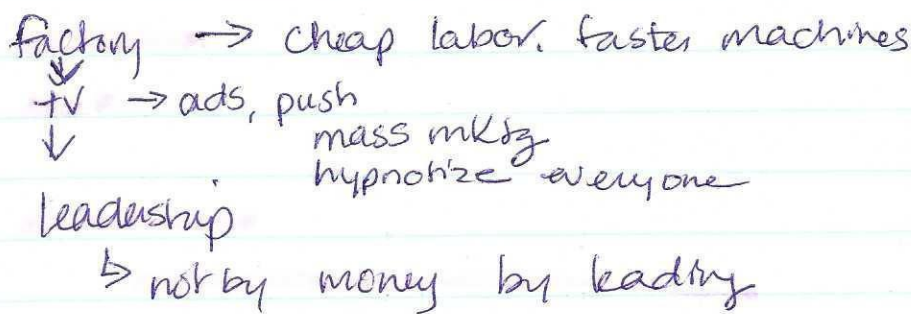 factory → cheap labor. faster machines
TV → ads, push
mass mktg
hypnotize everyone
leadership
↳ not by money by leading